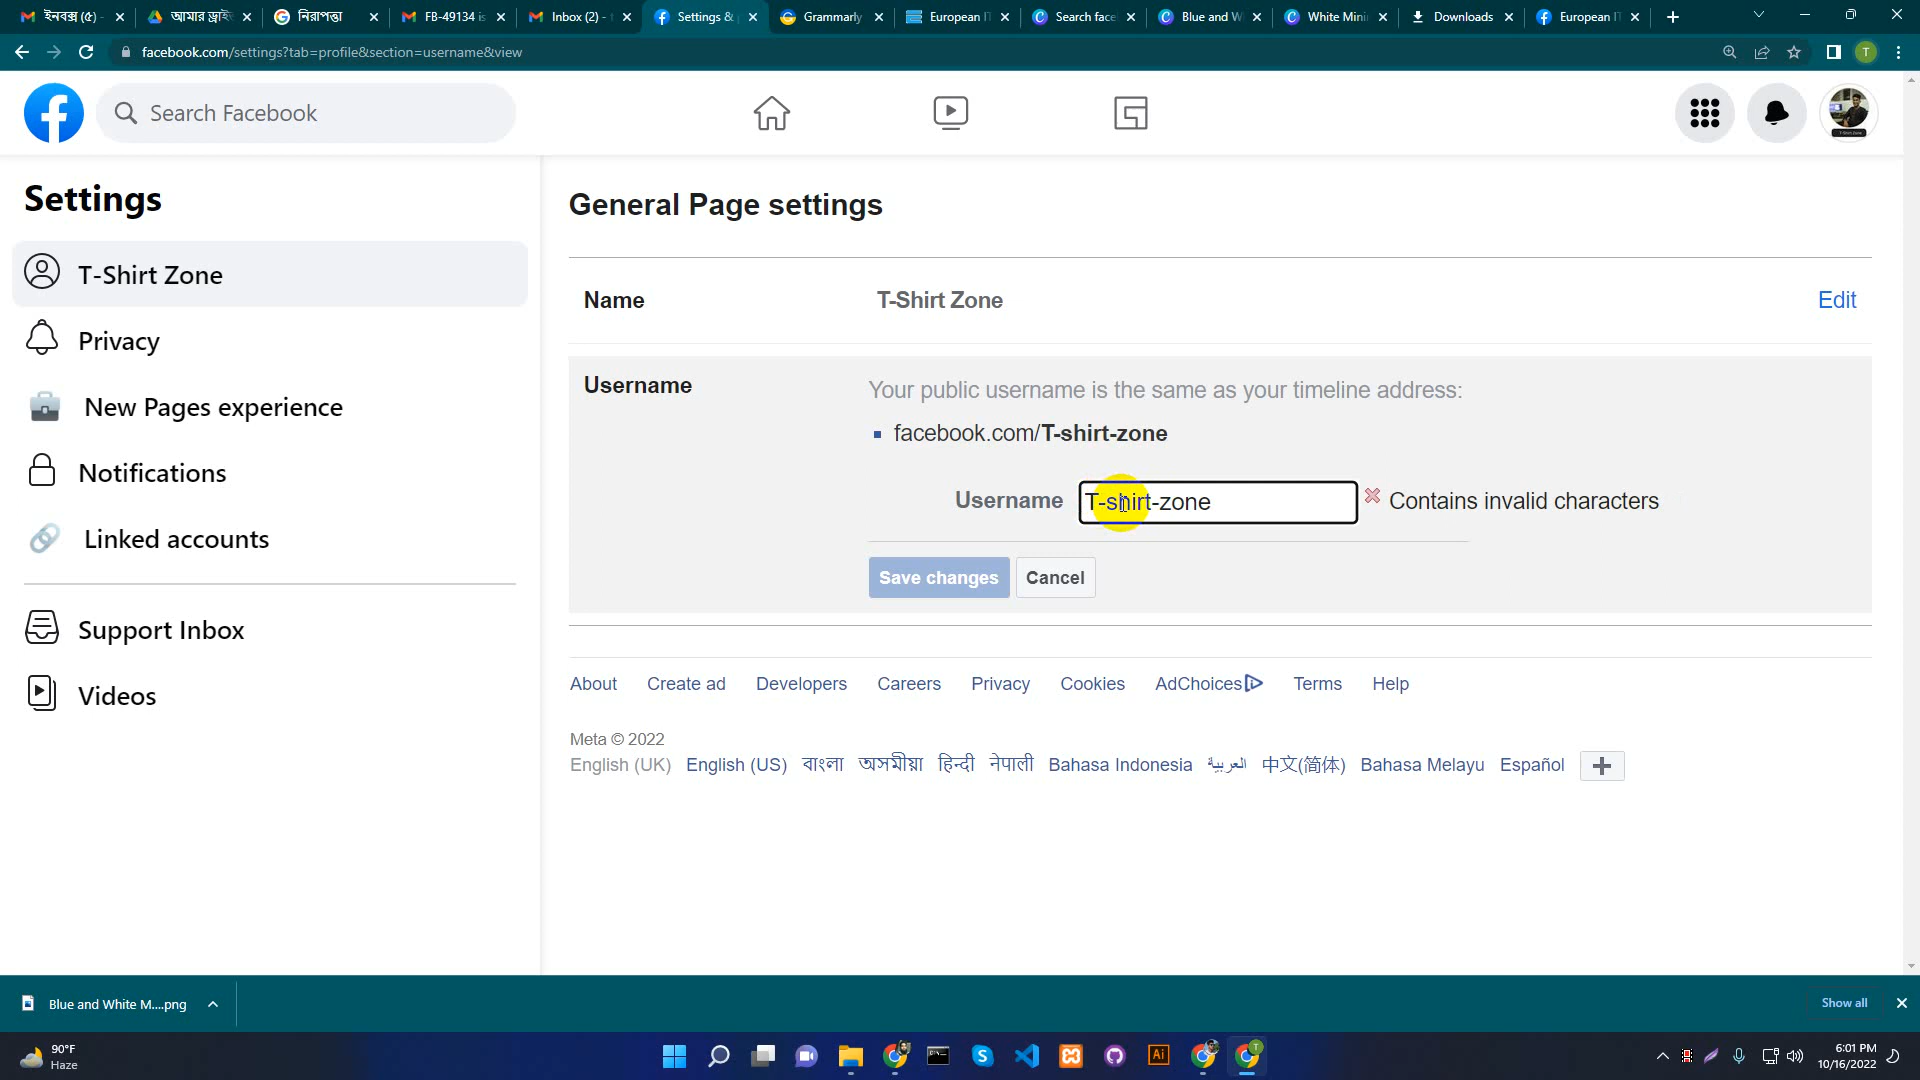 ইনবক্স (৫) -
আমার ড্রাইভ
নিরাপত্তা
FB-49134 is
Inbox (2) -
Settings &
Grammarly
European IT
Search face
Blue and W
White Mini
Downloads
European IT
facebook.com/settings?tab=profile&section=username&view
T
Search Facebook
Settings
T-Shirt Zone
Privacy
New Pages experience
Notifications
Linked accounts
Support Inbox
Videos
General Page settings
Name T-Shirt Zone Edit
Username Your public username is the same as your timeline address:
facebook.com/T-shirt-zone
Username T-shirt-zone Contains invalid characters
Save changes Cancel
About Create ad Developers Careers Privacy Cookies AdChoices Terms Help
Meta © 2022
English (UK) English (US) বাংলা অসমীয়া हिन्दी नेपाली Bahasa Indonesia العربية 中文(简体) Bahasa Melayu Español
Blue and White M....png
Show all
90°F
Haze
6:01 PM
10/16/2022